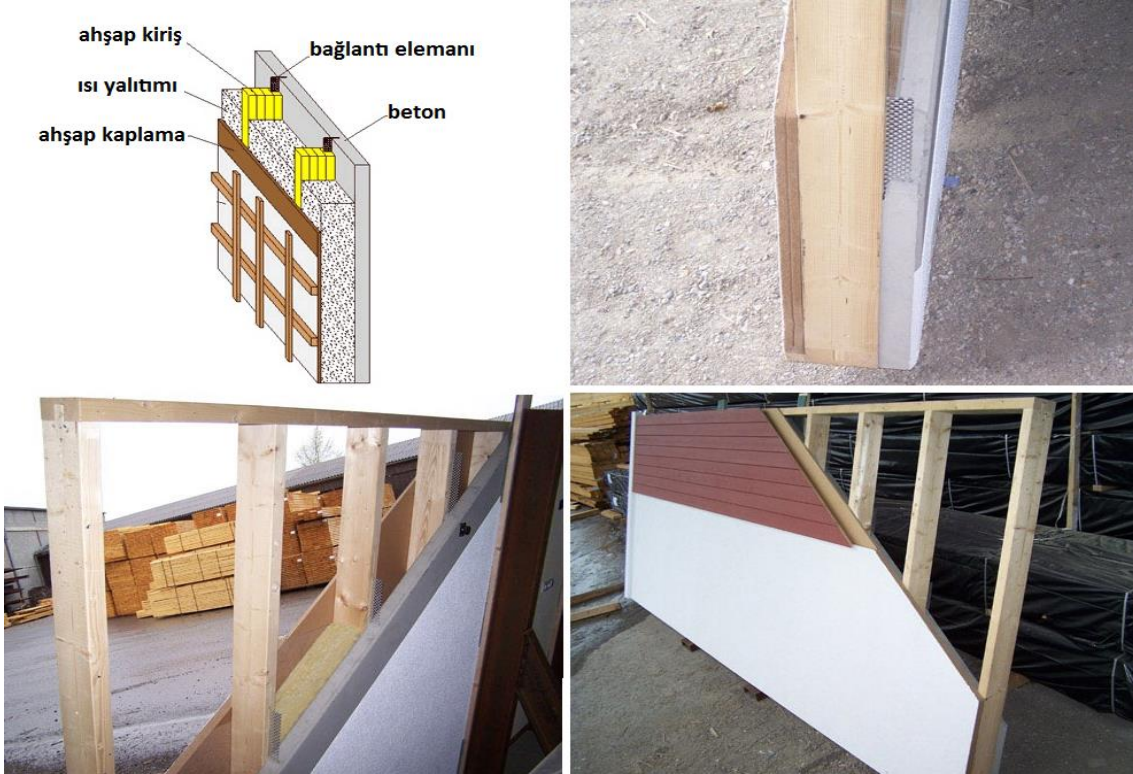 ahşap kiriş
bağlantı elemanı
ısı yalıtımı
beton
ahşap kaplama